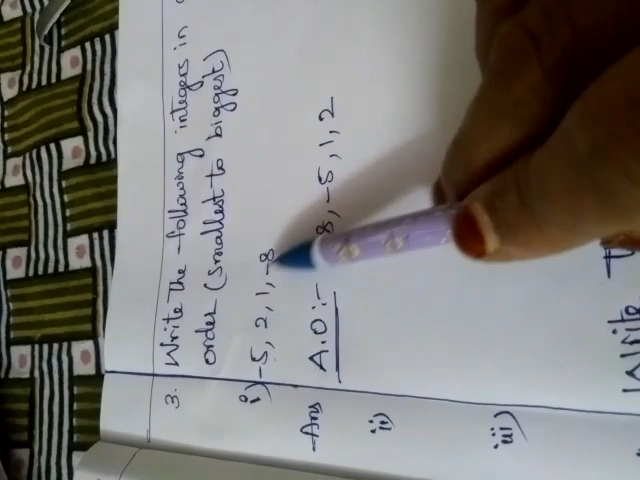 3. Write the following integers in
order (smallest to biggest)
i) -5, 2, 1, -8
Ans A.O:- 8, -5, 1, 2
ii)
iii)
Write